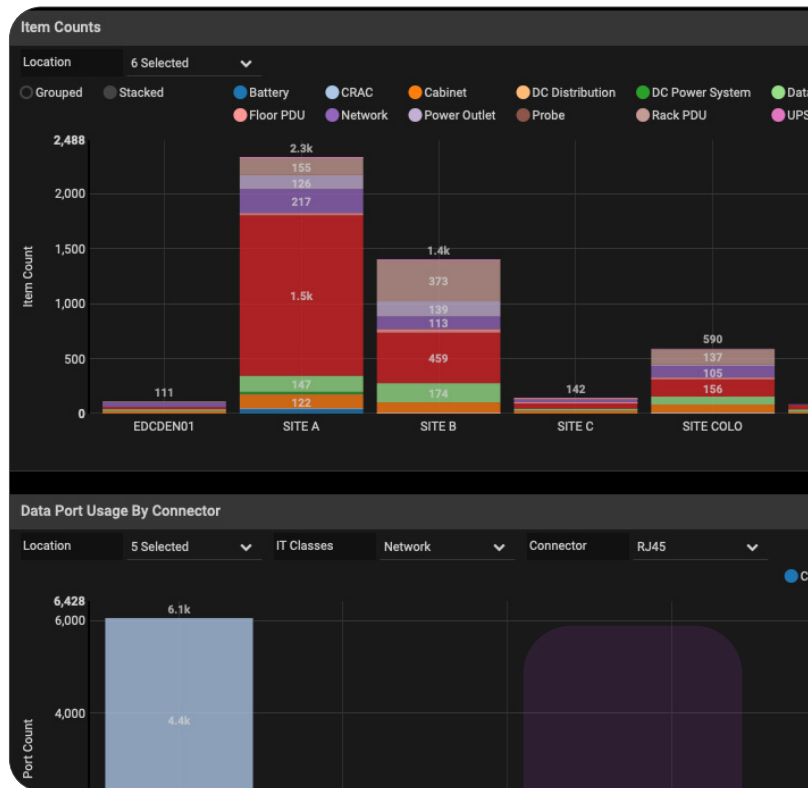 Item Counts
Location 6 Selected
Grouped Stacked Battery CRAC Cabinet DC Distribution DC Power System Data
Floor PDU Network Power Outlet Probe Rack PDU UPS
2,488
2.3k
155
126
2,000
217
1,500
1.4k
373
Item Count
1.5k
1,000
139
113
590
500
459
137
105
147
111
174
142
156
122
0
EDCDEN01 SITE A SITE B SITE C SITE COLO
Data Port Usage By Connector
Location 5 Selected IT Classes Network Connector RJ45
C
6,428
6.1k
6,000
4,000
4.4k
Port Count